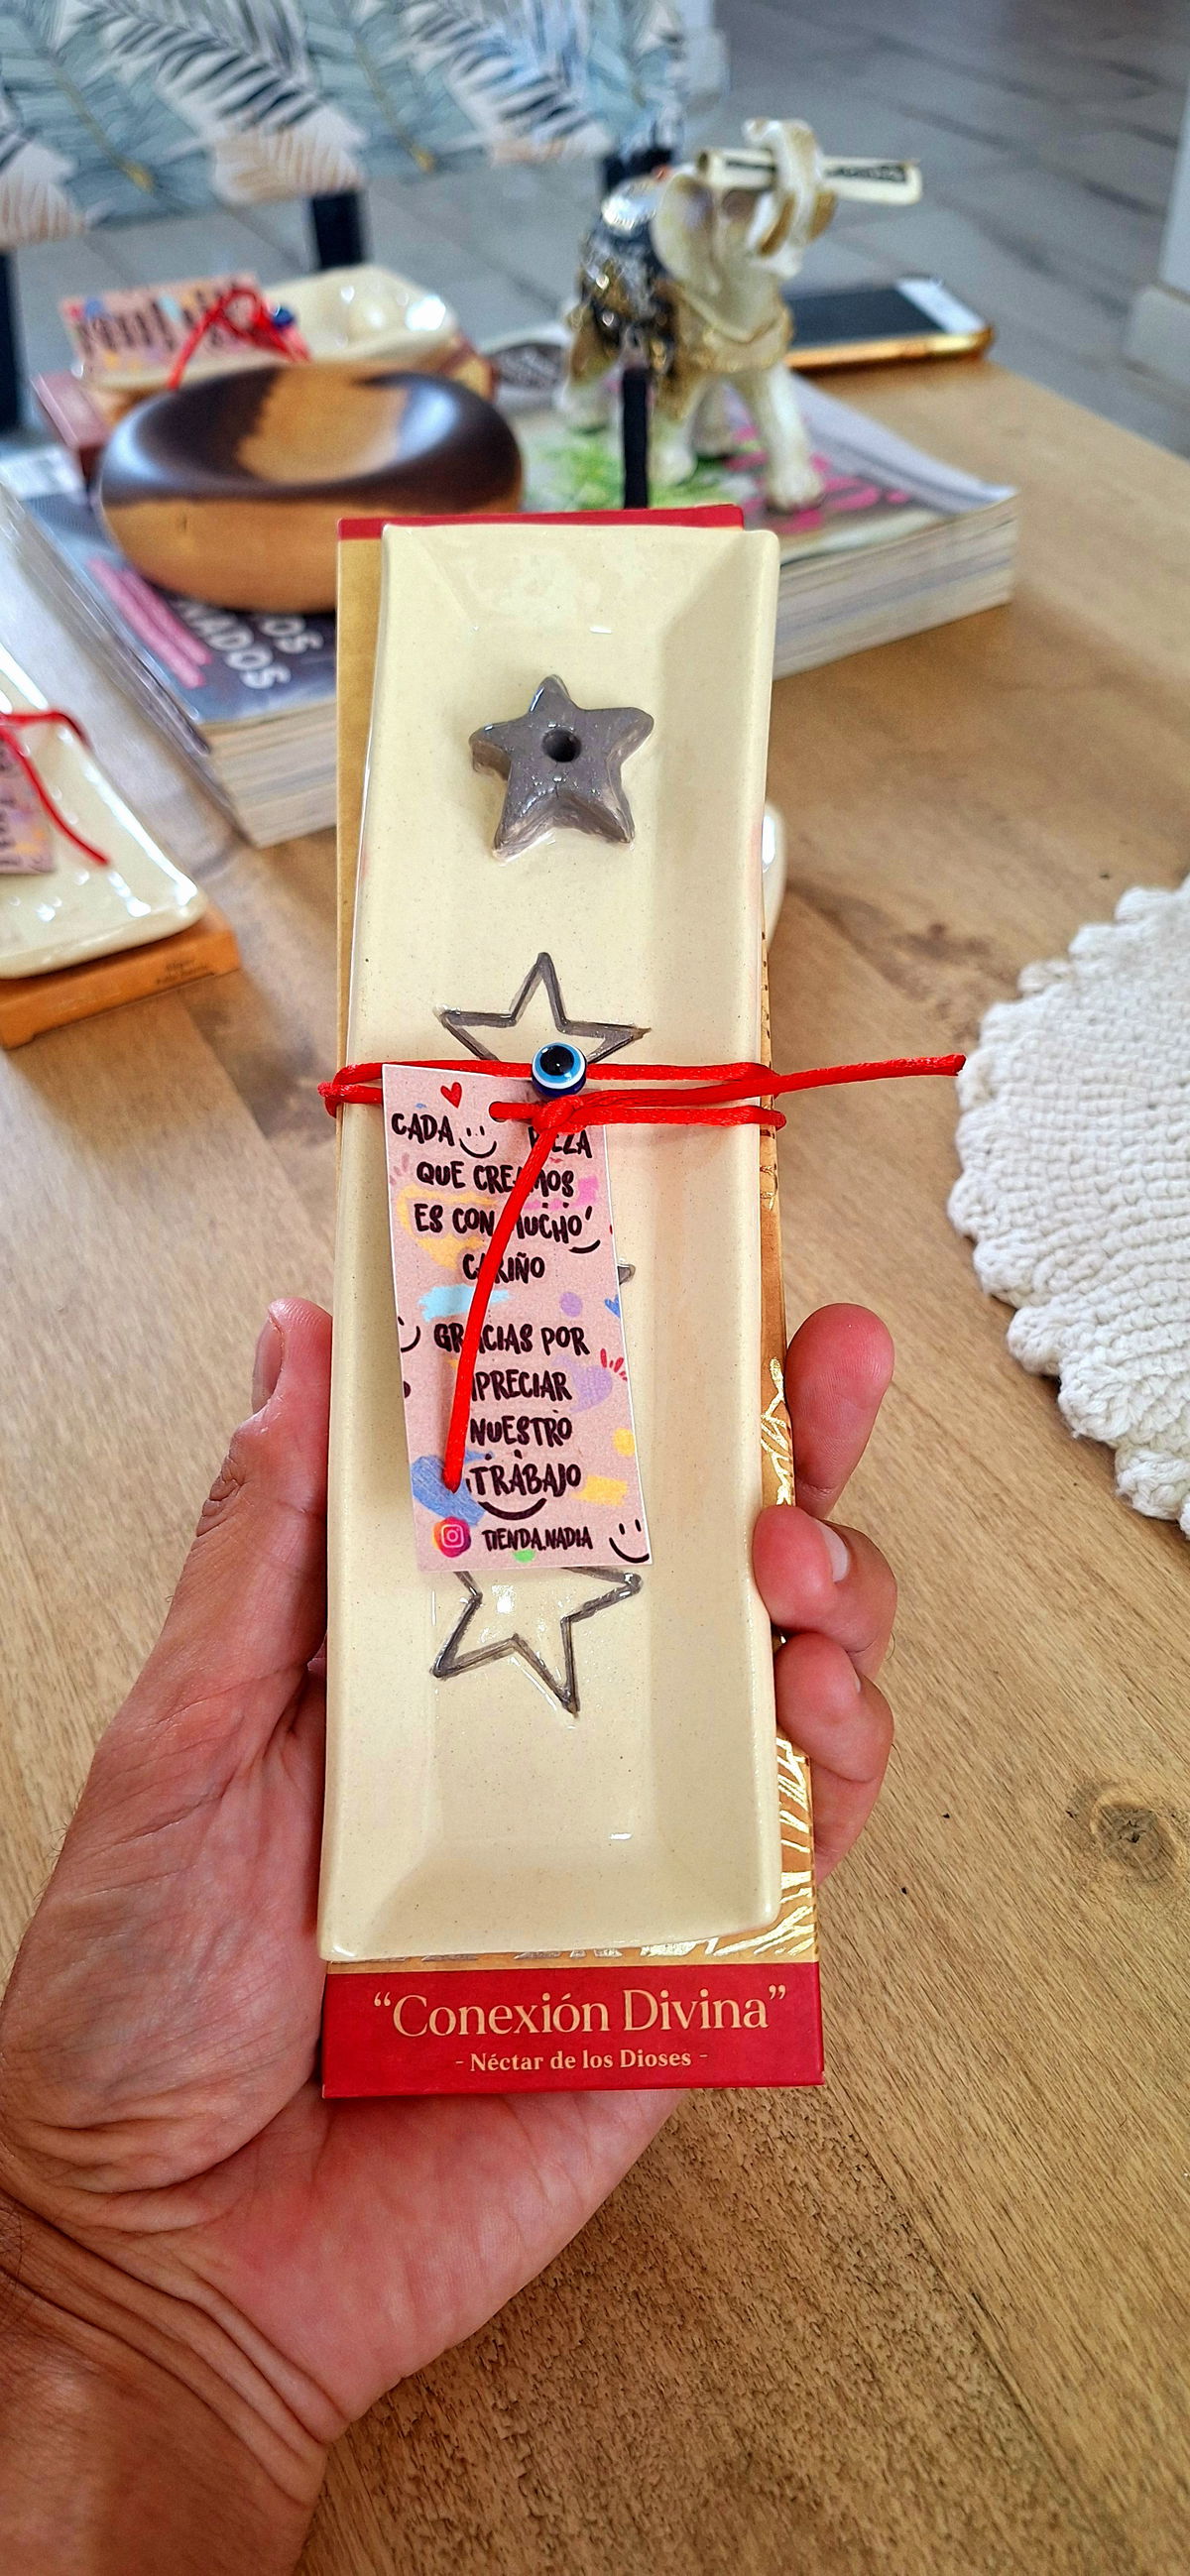 CADA PIEZA
QUE CREAMOS
ES CON MUCHO
CARIÑO
GRACIAS POR
APRECIAR
NUESTRO
TRABAJO
TIENDA.NADIA
“Conexión Divina”
- Néctar de los Dioses -